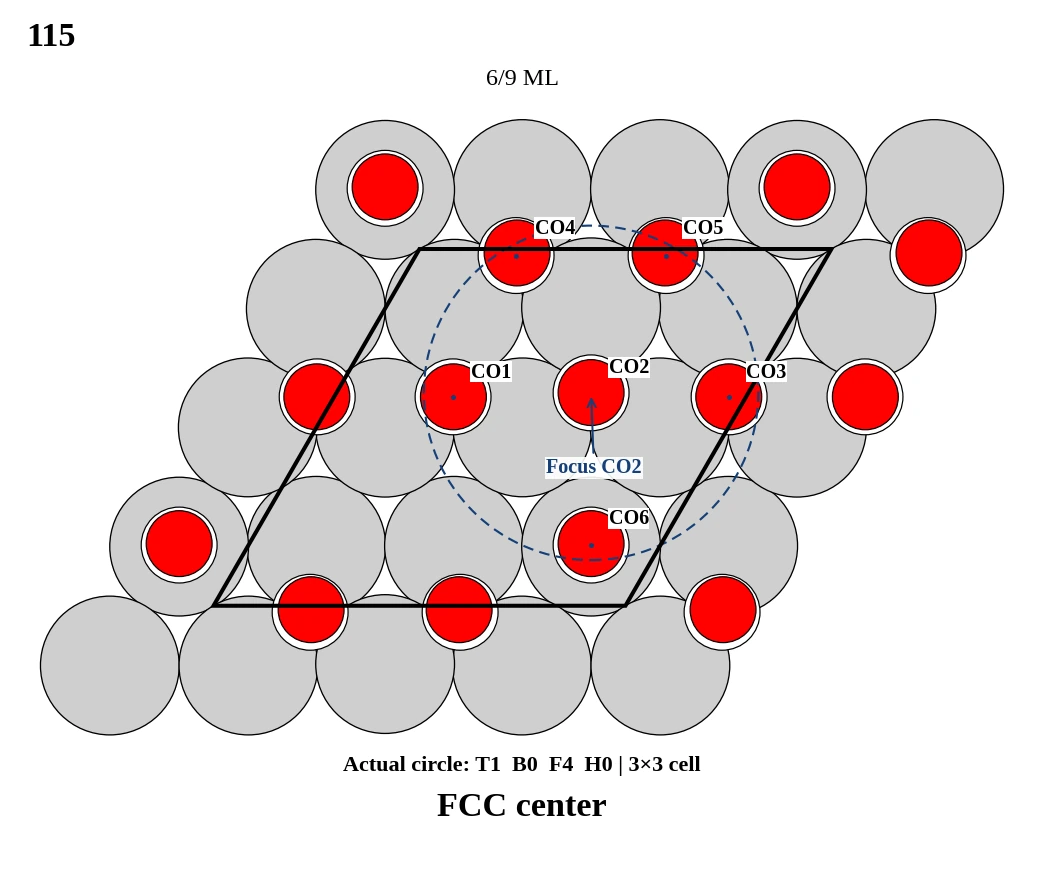 115
6/9 ML
CO4
CO5
CO1
CO2
CO3
Focus CO2
CO6
Actual circle: T1 B0 F4 H0 | 3×3 cell
FCC center